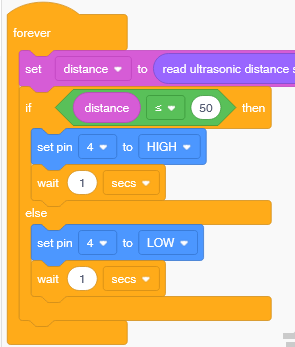 forever
set distance to read ultrasonic distance s
if distance ≤ 50 then
set pin 4 to HIGH
wait 1 secs
else
set pin 4 to LOW
wait 1 secs